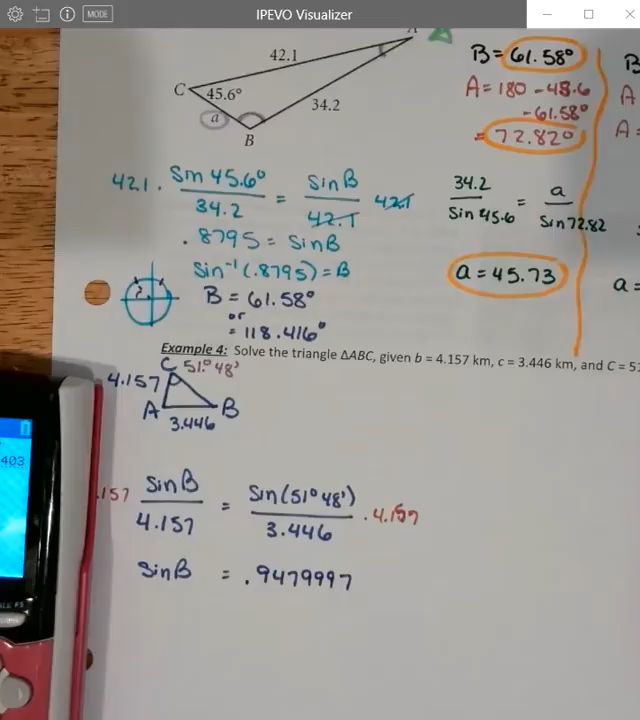 IPEVO Visualizer
MODE
42.1
C
45.6°
a
34.2
B
42.1 · Sin 45.6° / 34.2 = Sin B / 42.1 42.1
.8795 = Sin B
Sin⁻¹(.8795) = B
B = 61.58°
or
= 118.416°
B = 61.58°
A = 180 - 45.6
- 61.58°
= 72.82°
34.2 / Sin 45.6 = a / Sin 72.82
a = 45.73
B
A
A=
a=
Example 4: Solve the triangle ΔABC, given b = 4.157 km, c = 3.446 km, and C = 51
C 51° 48'
4.157
A B
3.446
.157 Sin B / 4.157 = Sin(51° 48') / 3.446 · 4.157
Sin B = .9479997
403